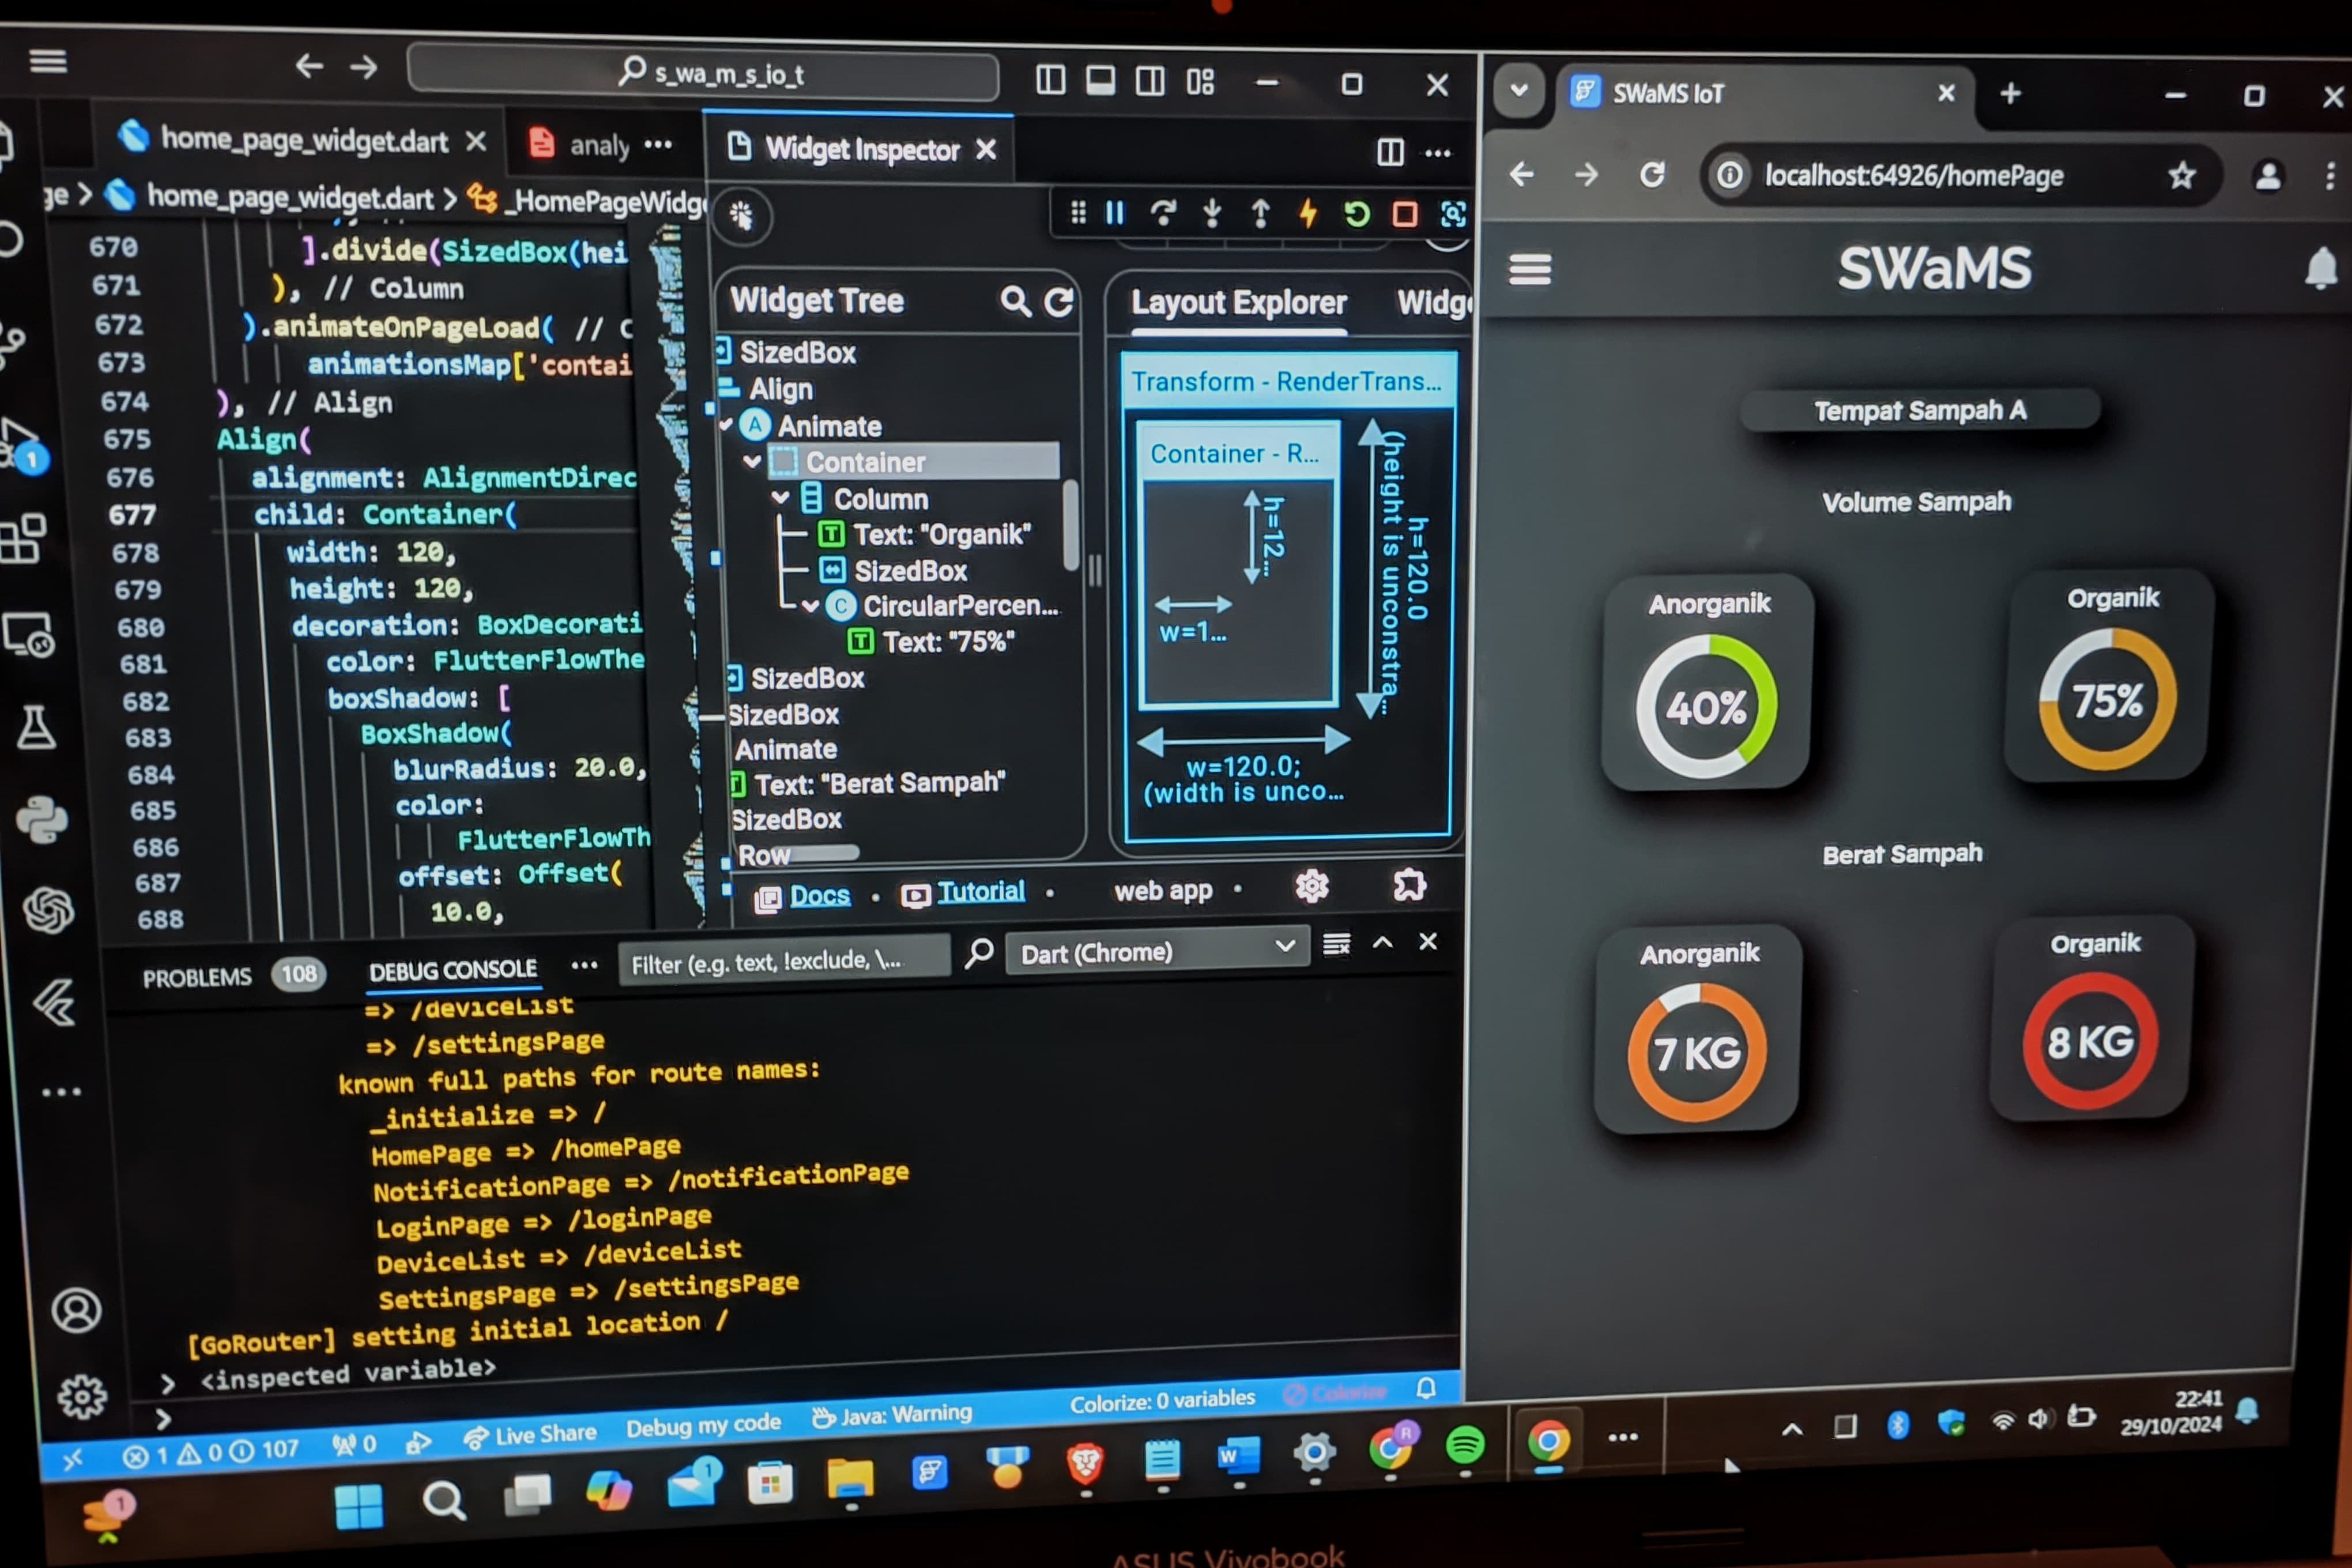 s_wa_m_s_io_t
home_page_widget.dart
analy
Widget Inspector
home_page_widget.dart > _HomePageWidg
670 ].divide(SizedBox(hei
671 ), // Column
672 ).animateOnPageLoad( // C
673 animationsMap['contai
674 ), // Align
675 Align(
676 alignment: AlignmentDirec
677 child: Container(
678 width: 120,
679 height: 120,
680 decoration: BoxDecorati
681 color: FlutterFlowThe
682 boxShadow: [
683 BoxShadow(
684 blurRadius: 20.0,
685 color:
686 FlutterFlowTh
687 offset: Offset(
688 10.0,
Widget Tree
SizedBox
Align
A Animate
Container
Column
T Text: "Organik"
SizedBox
C CircularPercen...
T Text: "75%"
SizedBox
SizedBox
Animate
Text: "Berat Sampah"
SizedBox
Row
Layout Explorer Widg
Transform - RenderTrans...
Container - R...
h=12...
w=1...
h=120.0
(height is unconstra...
w=120.0;
(width is unco...
Docs • Tutorial • web app •
PROBLEMS 108 DEBUG CONSOLE ... Filter (e.g. text, !exclude, \... Dart (Chrome)
=> /deviceList
=> /settingsPage
known full paths for route names:
_initialize => /
HomePage => /homePage
NotificationPage => /notificationPage
LoginPage => /loginPage
DeviceList => /deviceList
SettingsPage => /settingsPage
[GoRouter] setting initial location /
> <inspected variable>
>
1 0 107 0 Live Share Debug my code Java: Warning Colorize: 0 variables Colorize
SWaMS IoT
localhost:64926/homePage
SWaMS
Tempat Sampah A
Volume Sampah
Anorganik
40%
Organik
75%
Berat Sampah
Anorganik
7 KG
Organik
8 KG
22:41
29/10/2024
1
1
1
R
W
ASUS Vivobook